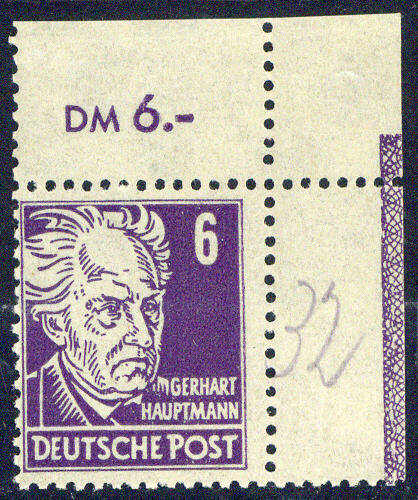 DM 6.-
6
32
GERHART
HAUPTMANN
DEUTSCHE POST